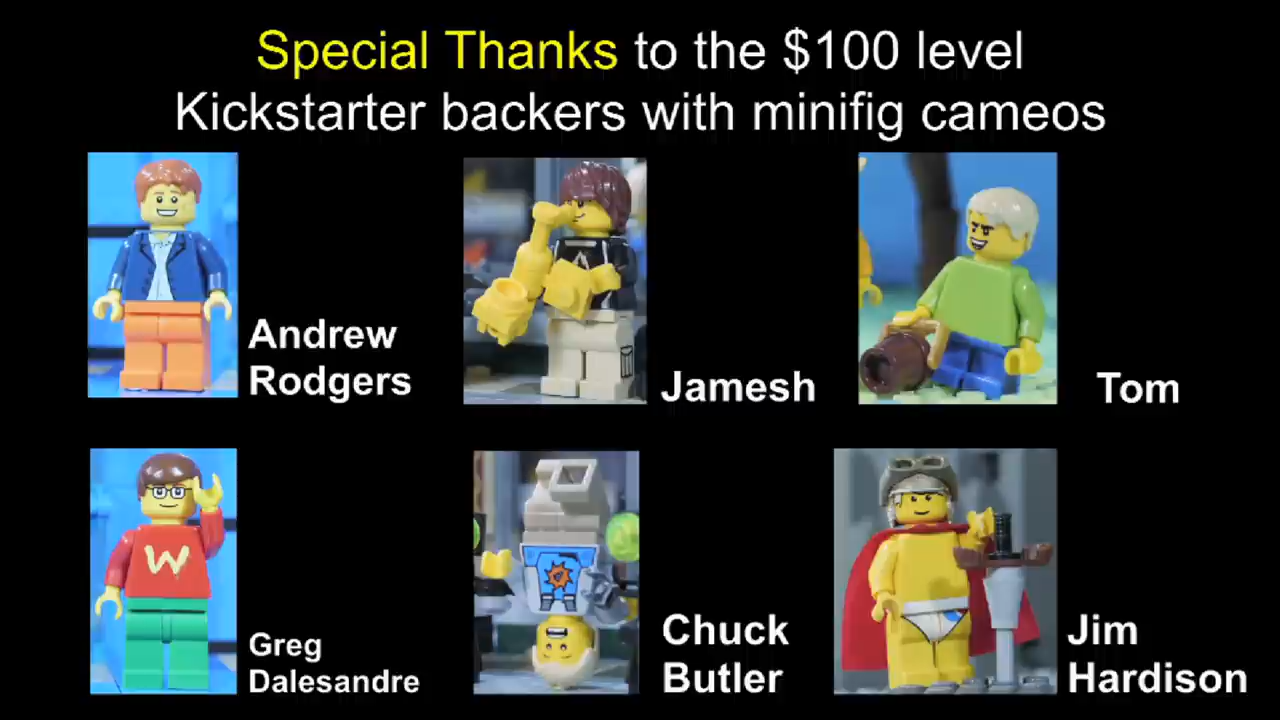 Special Thanks to the $100 level
Kickstarter backers with minifig cameos
Andrew
Rodgers
Jamesh
Tom
W
Greg
Dalesandre
Chuck
Butler
Jim
Hardison